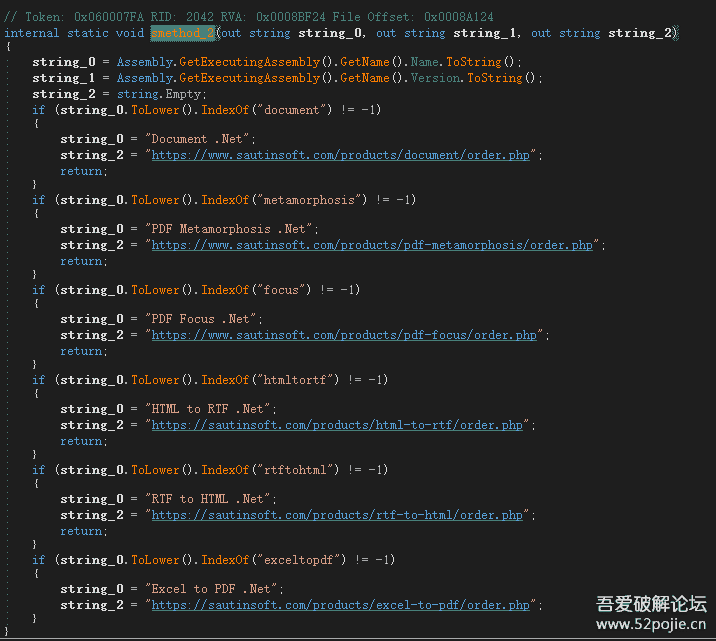 // Token: 0x060007FA RID: 2042 RVA: 0x0008BF24 File Offset: 0x0008A124
internal static void smethod_2(out string string_0, out string string_1, out string string_2)
{
    string_0 = Assembly.GetExecutingAssembly().GetName().Name.ToString();
    string_1 = Assembly.GetExecutingAssembly().GetName().Version.ToString();
    string_2 = string.Empty;
    if (string_0.ToLower().IndexOf("document") != -1)
    {
        string_0 = "Document .Net";
        string_2 = "https://www.sautinsoft.com/products/document/order.php";
        return;
    }
    if (string_0.ToLower().IndexOf("metamorphosis") != -1)
    {
        string_0 = "PDF Metamorphosis .Net";
        string_2 = "https://www.sautinsoft.com/products/pdf-metamorphosis/order.php";
        return;
    }
    if (string_0.ToLower().IndexOf("focus") != -1)
    {
        string_0 = "PDF Focus .Net";
        string_2 = "https://www.sautinsoft.com/products/pdf-focus/order.php";
        return;
    }
    if (string_0.ToLower().IndexOf("htmltortf") != -1)
    {
        string_0 = "HTML to RTF .Net";
        string_2 = "https://sautinsoft.com/products/html-to-rtf/order.php";
        return;
    }
    if (string_0.ToLower().IndexOf("rtftohtml") != -1)
    {
        string_0 = "RTF to HTML .Net";
        string_2 = "https://sautinsoft.com/products/rtf-to-html/order.php";
        return;
    }
    if (string_0.ToLower().IndexOf("exceltopdf") != -1)
    {
        string_0 = "Excel to PDF .Net";
        string_2 = "https://sautinsoft.com/products/excel-to-pdf/order.php";
    }
}
吾爱破解论坛
www.52pojie.cn